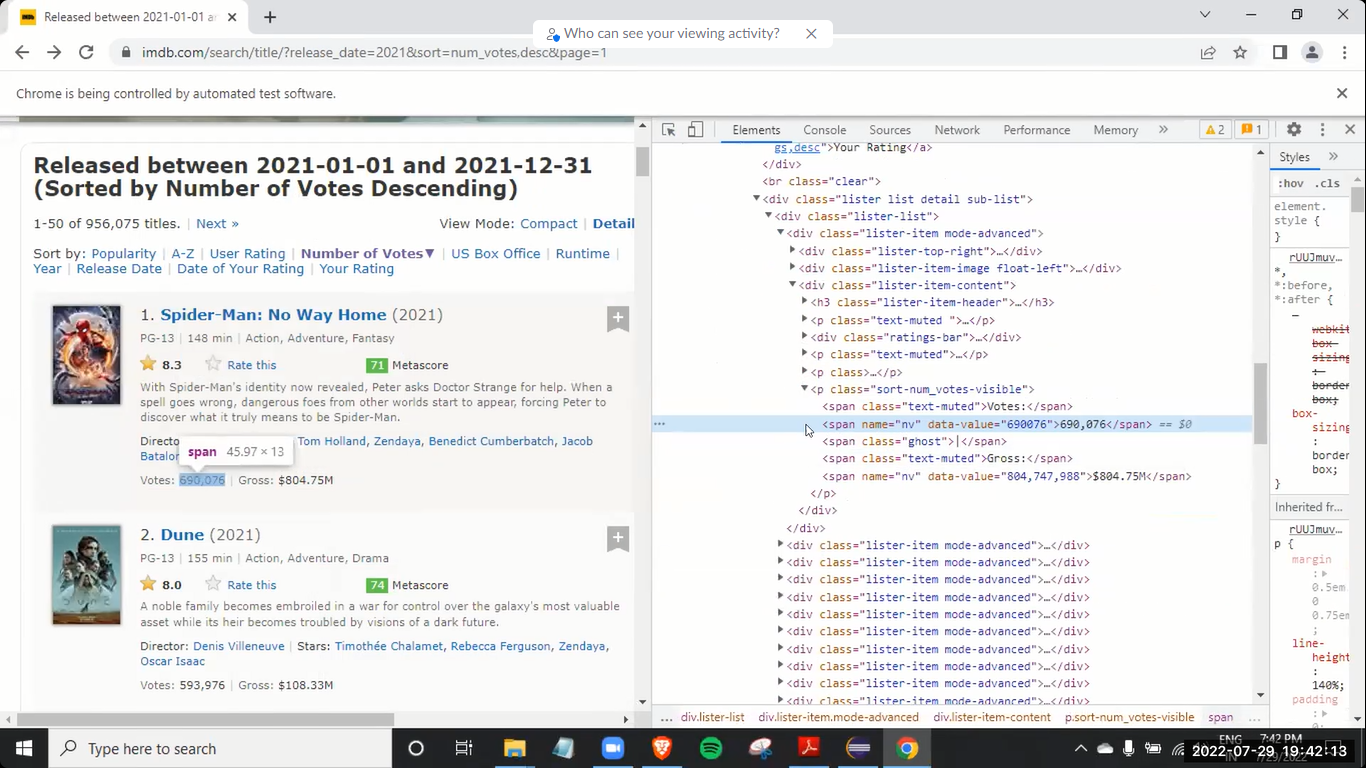 Released between 2021-01-01 ar
Who can see your viewing activity?
imdb.com/search/title/?release_date=2021&sort=num_votes,desc&page=1
Chrome is being controlled by automated test software.
Released between 2021-01-01 and 2021-12-31
(Sorted by Number of Votes Descending)
1-50 of 956,075 titles. | Next »
View Mode: Compact | Detail
Sort by: Popularity | A-Z | User Rating | Number of Votes▼ | US Box Office | Runtime |
Year | Release Date | Date of Your Rating | Your Rating
1. Spider-Man: No Way Home (2021)
PG-13 | 148 min | Action, Adventure, Fantasy
8.3 Rate this 71 Metascore
With Spider-Man's identity now revealed, Peter asks Doctor Strange for help. When a
spell goes wrong, dangerous foes from other worlds start to appear, forcing Peter to
discover what it truly means to be Spider-Man.
Directo Tom Holland, Zendaya, Benedict Cumberbatch, Jacob
Batalon
span 45.97 × 13
Votes: 690,076 | Gross: $804.75M
2. Dune (2021)
PG-13 | 155 min | Action, Adventure, Drama
8.0 Rate this 74 Metascore
A noble family becomes embroiled in a war for control over the galaxy's most valuable
asset while its heir becomes troubled by visions of a dark future.
Director: Denis Villeneuve | Stars: Timothée Chalamet, Rebecca Ferguson, Zendaya,
Oscar Isaac
Votes: 593,976 | Gross: $108.33M
Elements Console Sources Network Performance Memory » 2 1
gs,desc">Your Rating</a>
</div>
<br class="clear">
<div class="lister list detail sub-list">
<div class="lister-list">
<div class="lister-item mode-advanced">
<div class="lister-top-right">…</div>
<div class="lister-item-image float-left">…</div>
<div class="lister-item-content">
<h3 class="lister-item-header">…</h3>
<p class="text-muted ">…</p>
<div class="ratings-bar">…</div>
<p class="text-muted">…</p>
<p class>…</p>
<p class="sort-num_votes-visible">
<span class="text-muted">Votes:</span>
<span name="nv" data-value="690076">690,076</span> == $0
<span class="ghost">|</span>
<span class="text-muted">Gross:</span>
<span name="nv" data-value="804,747,988">$804.75M</span>
</p>
</div>
</div>
<div class="lister-item mode-advanced">…</div>
<div class="lister-item mode-advanced">…</div>
<div class="lister-item mode-advanced">…</div>
<div class="lister-item mode-advanced">…</div>
<div class="lister-item mode-advanced">…</div>
<div class="lister-item mode-advanced">…</div>
<div class="lister-item mode-advanced">…</div>
<div class="lister-item mode-advanced">…</div>
<div class="lister-item mode-advanced">…</div>
<div class="lister-item mode-advanced">…</div>
… div.lister-list div.lister-item.mode-advanced div.lister-item-content p.sort-num_votes-visible span …
Styles »
:hov .cls
element.
style {
}
rUUJmuv…
*,
*:before,
*:after {
webkit
box-
sizing
:
border
box;
box-
sizing
:
border
box;
}
Inherited fr…
rUUJmuv…
p {
margin
:
0.5em
0
0.75em
;
line-
height
:
140%;
padding
:
0;
Type here to search
ENG
7:42 PM
2022-07-29, 19:42:13